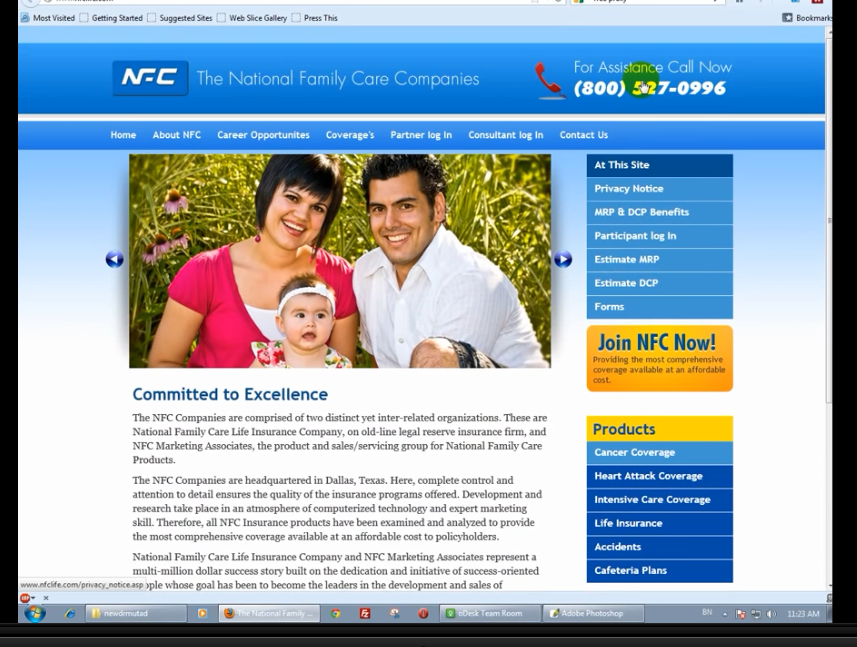 Most Visited Getting Started Suggested Sites Web Slice Gallery Press This Bookmarks
NFC The National Family Care Companies
For Assistance Call Now
(800) 527-0996
Home About NFC Career Opportunites Coverage's Partner log In Consultant log In Contact Us
At This Site
Privacy Notice
MRP & DCP Benefits
Participant log In
Estimate MRP
Estimate DCP
Forms
Join NFC Now!
Providing the most comprehensive
coverage available at an affordable
cost.
Committed to Excellence
The NFC Companies are comprised of two distinct yet inter-related organizations. These are
National Family Care Life Insurance Company, on old-line legal reserve insurance firm, and
NFC Marketing Associates, the product and sales/servicing group for National Family Care
Products.
The NFC Companies are headquartered in Dallas, Texas. Here, complete control and
attention to detail ensures the quality of the insurance programs offered. Development and
research take place in an atmosphere of computerized technology and expert marketing
skill. Therefore, all NFC Insurance products have been examined and analyzed to provide
the most comprehensive coverage available at an affordable cost to policyholders.
National Family Care Life Insurance Company and NFC Marketing Associates represent a
multi-million dollar success story built on the dedication and initiative of success-oriented
ople whose goal has been to become the leaders in the development and sales of
Products
Cancer Coverage
Heart Attack Coverage
Intensive Care Coverage
Life Insurance
Accidents
Cafeteria Plans
www.nfclife.com/privacy_notice.asp
newdrmutad The National Family ... oDesk Team Room Adobe Photoshop BN 11:23 AM